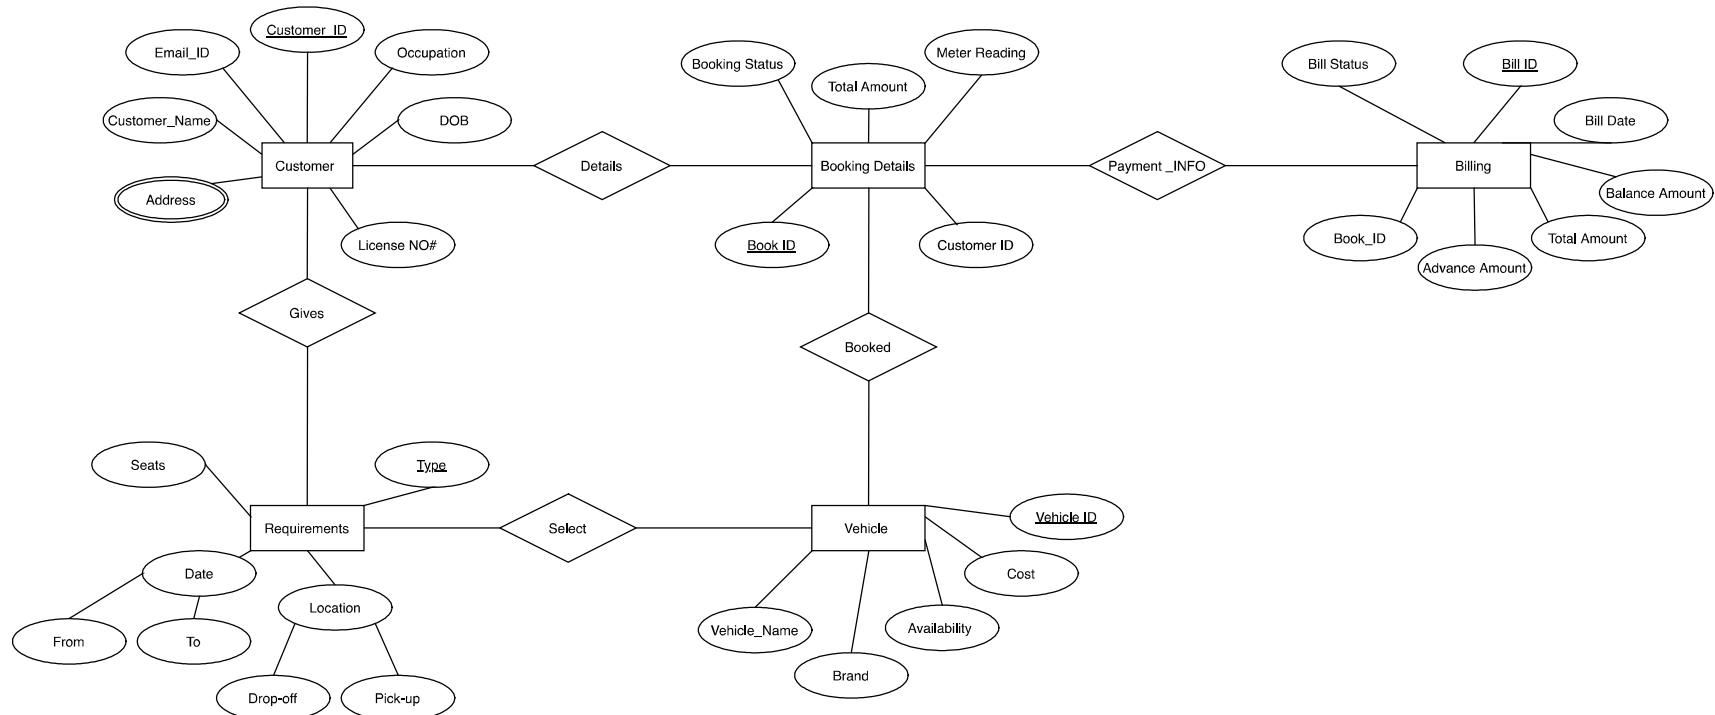 Customer_ID
Email_ID
Occupation
Customer_Name
DOB
Customer
Address
License NO#
Details
Booking Status
Total Amount
Meter Reading
Booking Details
Book ID
Customer ID
Payment _INFO
Bill Status
Bill ID
Bill Date
Billing
Balance Amount
Book_ID
Total Amount
Advance Amount
Gives
Booked
Seats
Type
Requirements
Select
Vehicle
Vehicle ID
Date
Cost
Location
From
To
Vehicle_Name
Availability
Brand
Drop-off
Pick-up